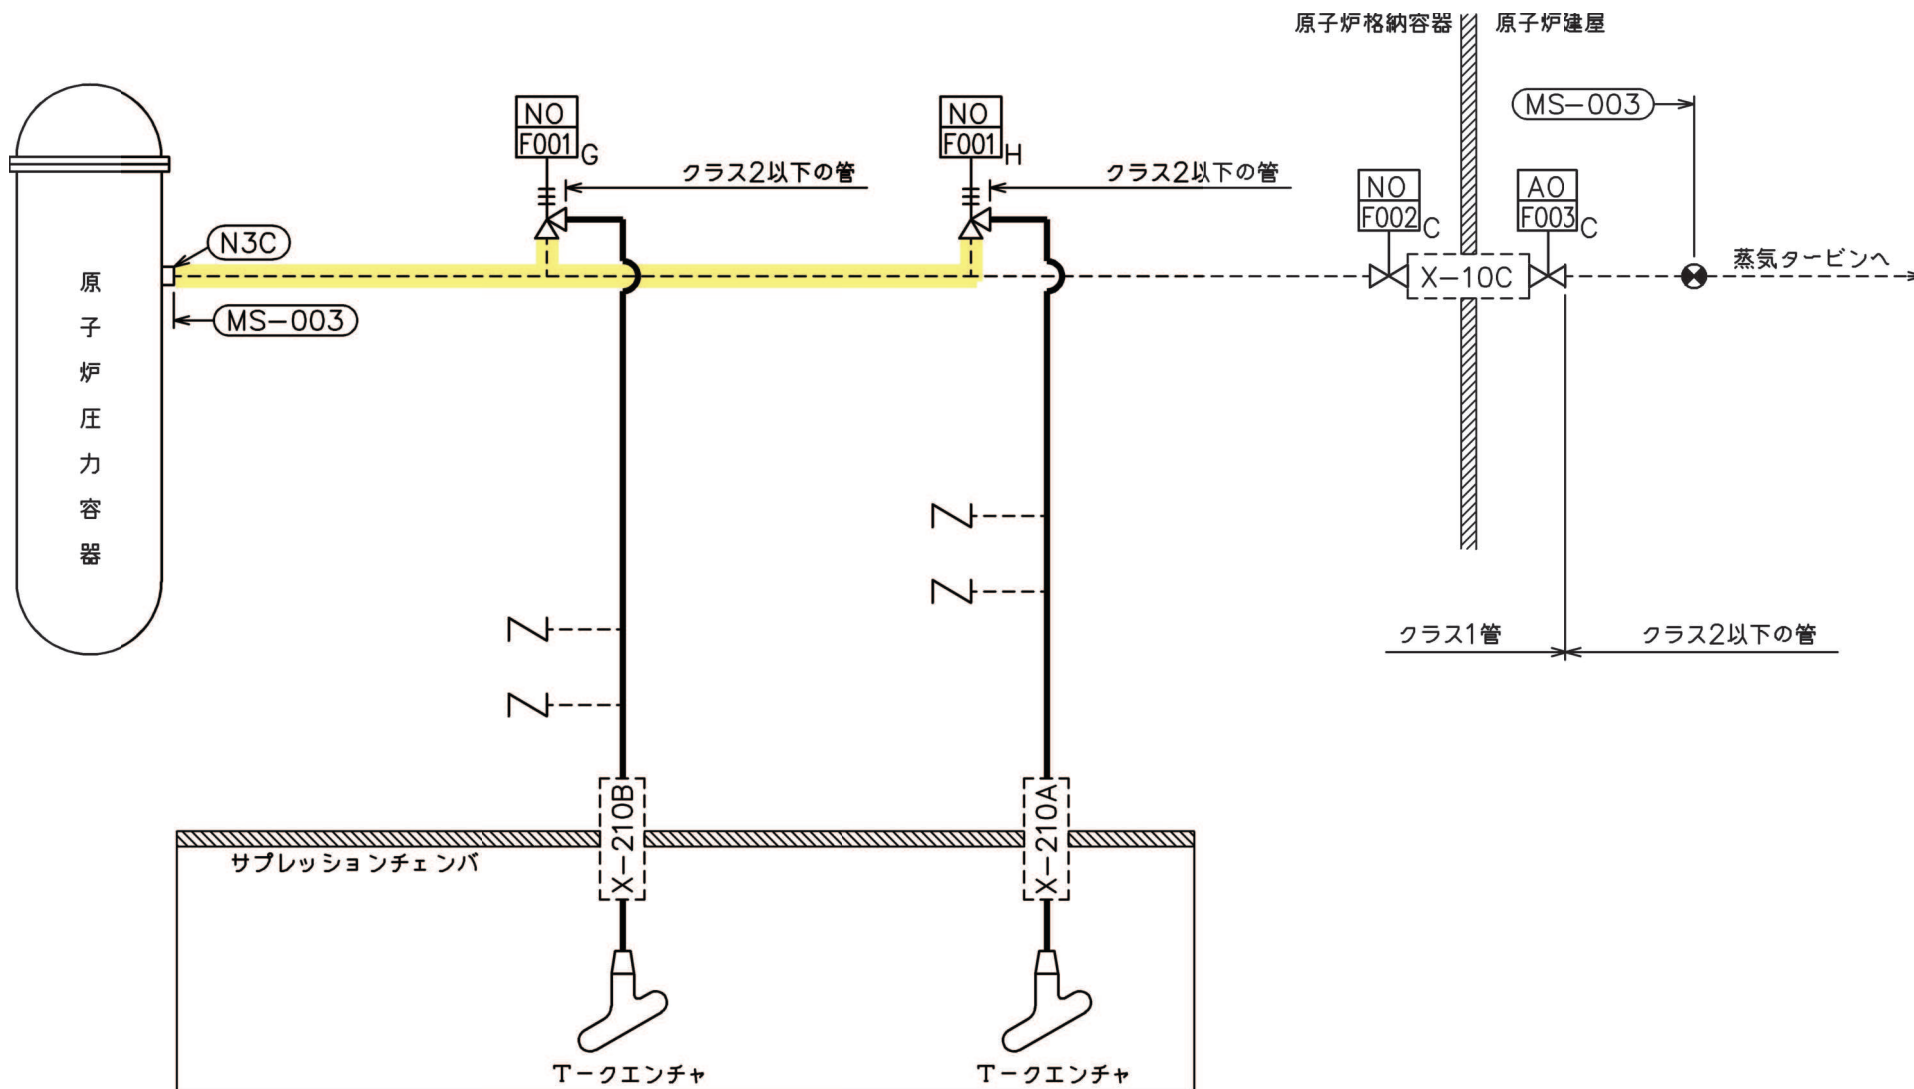 原子炉格納容器
原子炉建屋
NO
F001
G
NO
F001
H
MS-003
クラス2以下の管
クラス2以下の管
NO
F002
C
AO
F003
C
N3C
X-10C
蒸気タービンへ
原子炉圧力容器
MS-003
クラス1管
クラス2以下の管
X-210B
X-210A
サプレッションチェンバ
T-クエンチャ
T-クエンチャ